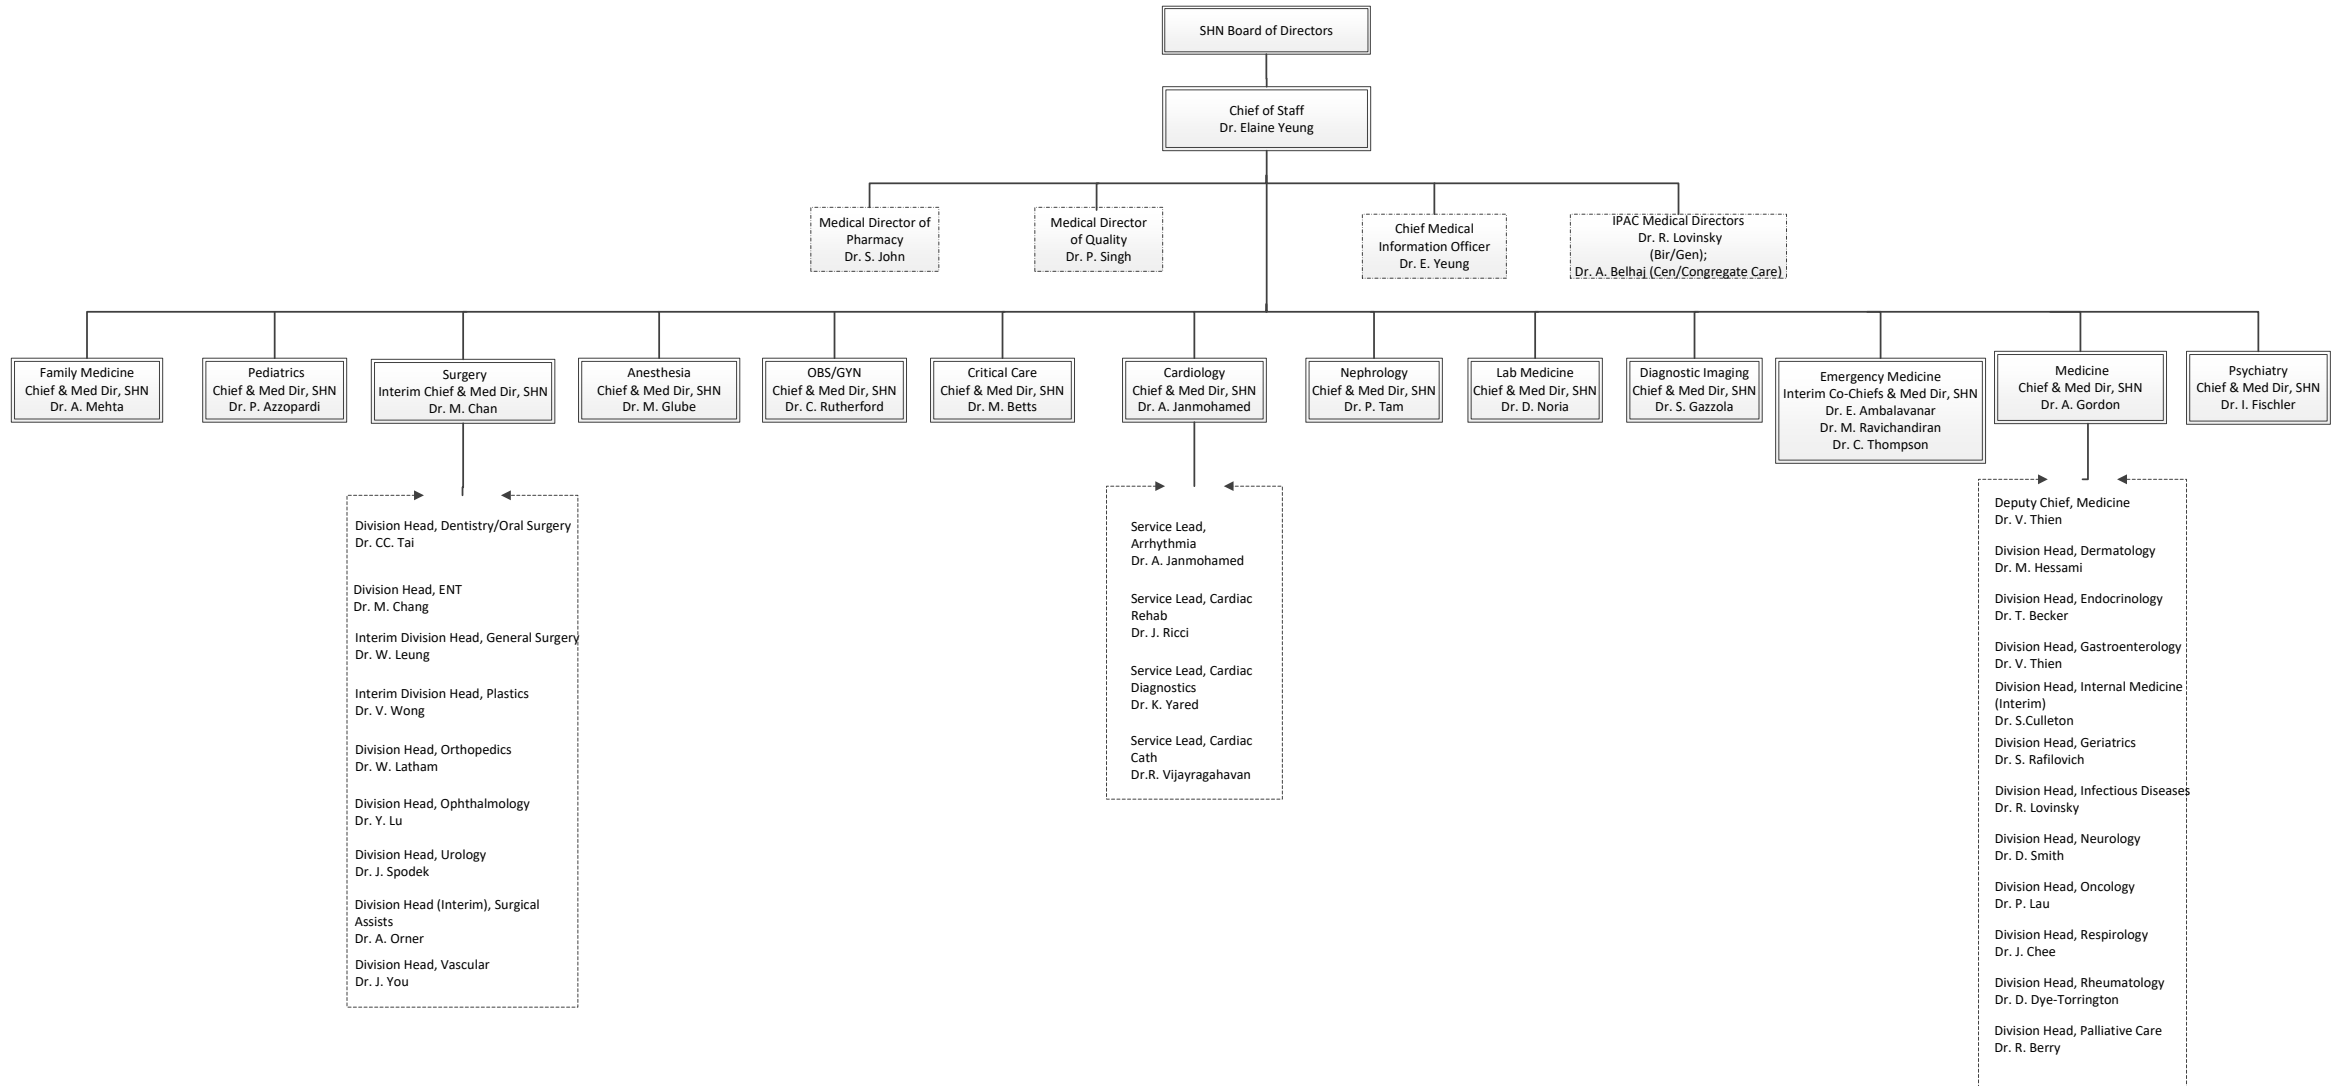 SHN Board of Directors
Chief of Staff
Dr. Elaine Yeung
Medical Director of
Pharmacy
Dr. S. John
Medical Director
of Quality
Dr. P. Singh
Chief Medical
Information Officer
Dr. E. Yeung
IPAC Medical Directors
Dr. R. Lovinsky
(Bir/Gen);
Dr. A. Belhaj (Cen/Congregate Care)
Family Medicine
Chief & Med Dir, SHN
Dr. A. Mehta
Pediatrics
Chief & Med Dir, SHN
Dr. P. Azzopardi
Surgery
Interim Chief & Med Dir, SHN
Dr. M. Chan
Anesthesia
Chief & Med Dir, SHN
Dr. M. Glube
OBS/GYN
Chief & Med Dir, SHN
Dr. C. Rutherford
Critical Care
Chief & Med Dir, SHN
Dr. M. Betts
Cardiology
Chief & Med Dir, SHN
Dr. A. Janmohamed
Nephrology
Chief & Med Dir, SHN
Dr. P. Tam
Lab Medicine
Chief & Med Dir, SHN
Dr. D. Noria
Diagnostic Imaging
Chief & Med Dir, SHN
Dr. S. Gazzola
Emergency Medicine
Interim Co-Chiefs & Med Dir, SHN
Dr. E. Ambalavanar
Dr. M. Ravichandiran
Dr. C. Thompson
Medicine
Chief & Med Dir, SHN
Dr. A. Gordon
Psychiatry
Chief & Med Dir, SHN
Dr. I. Fischler
Division Head, Dentistry/Oral Surgery
Dr. CC. Tai
Division Head, ENT
Dr. M. Chang
Interim Division Head, General Surgery
Dr. W. Leung
Interim Division Head, Plastics
Dr. V. Wong
Division Head, Orthopedics
Dr. W. Latham
Division Head, Ophthalmology
Dr. Y. Lu
Division Head, Urology
Dr. J. Spodek
Division Head (Interim), Surgical
Assists
Dr. A. Orner
Division Head, Vascular
Dr. J. You
Service Lead,
Arrhythmia
Dr. A. Janmohamed
Service Lead, Cardiac
Rehab
Dr. J. Ricci
Service Lead, Cardiac
Diagnostics
Dr. K. Yared
Service Lead, Cardiac
Cath
Dr.R. Vijayragahavan
Deputy Chief, Medicine
Dr. V. Thien
Division Head, Dermatology
Dr. M. Hessami
Division Head, Endocrinology
Dr. T. Becker
Division Head, Gastroenterology
Dr. V. Thien
Division Head, Internal Medicine
(Interim)
Dr. S.Culleton
Division Head, Geriatrics
Dr. S. Rafilovich
Division Head, Infectious Diseases
Dr. R. Lovinsky
Division Head, Neurology
Dr. D. Smith
Division Head, Oncology
Dr. P. Lau
Division Head, Respirology
Dr. J. Chee
Division Head, Rheumatology
Dr. D. Dye-Torrington
Division Head, Palliative Care
Dr. R. Berry